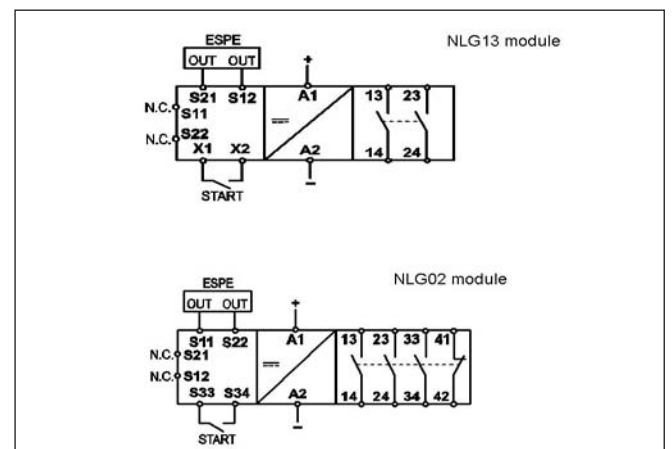 NLG13 module
ESPE
OUT OUT
+
S21 S12 A1 13 23
N.C. S11
N.C. S22
X1 X2 A2 14 24
START
–
NLG02 module
ESPE
OUT OUT
+
S11 S22 A1 13 23 33 41
N.C. S21
N.C. S12
S33 S34 A2 14 24 34 42
START
–